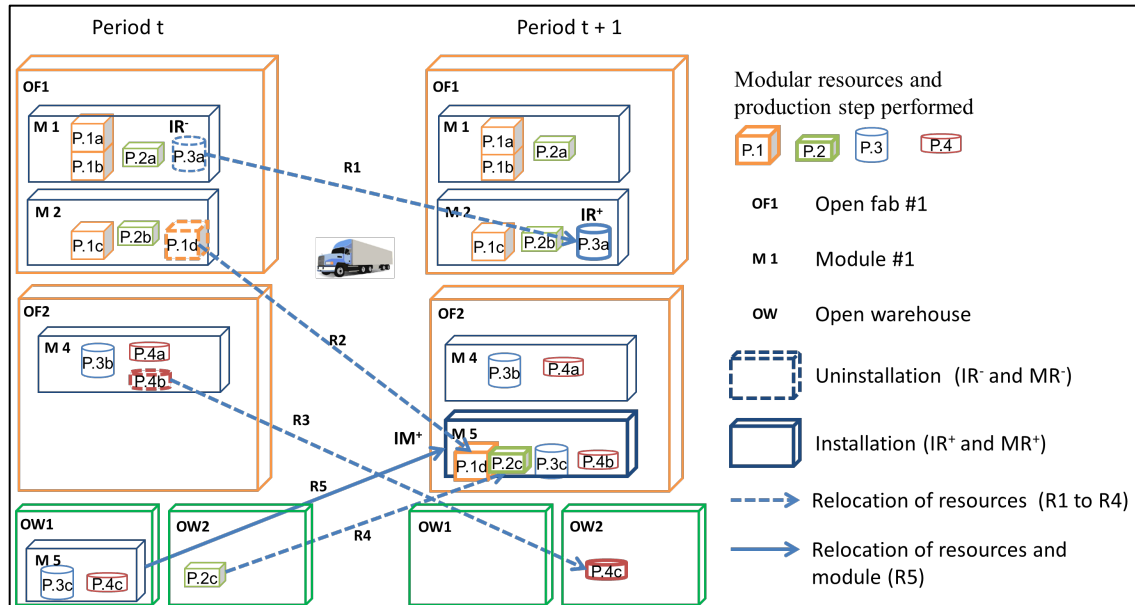 Period t
Period t + 1
OF1
M 1
P.1a
P.1b
P.2a
IR-
P.3a
M 2
P.1c
P.2b
P.1d
OF2
M 4
P.3b
P.4a
P.4b
OW1
M 5
P.3c
P.4c
OW2
P.2c
R1
R2
R3
R4
R5
OF1
M 1
P.1a
P.1b
P.2a
M 2
P.1c
P.2b
IR+
P.3a
OF2
M 4
P.3b
P.4a
IM+
M 5
P.1d
P.2c
P.3c
P.4b
OW1
OW2
P.4c
Modular resources and
production step performed
P.1
P.2
P.3
P.4
OF1 Open fab #1
M 1 Module #1
OW Open warehouse
Uninstallation (IR- and MR-)
Installation (IR+ and MR+)
Relocation of resources (R1 to R4)
Relocation of resources and
module (R5)